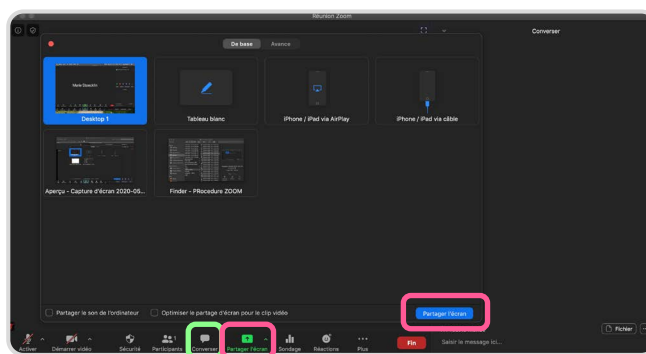 Réunion Zoom
De base
Avancé
Converser
Desktop 1
Tableau blanc
iPhone / iPad via AirPlay
iPhone / iPad via câble
Aperçu - Capture d'écran 2020-05...
Finder - PRocedure ZOOM
Partager le son de l'ordinateur
Optimiser le partage d'écran pour le clip vidéo
Partager l'écran
Fichier
Activer
Démarrer vidéo
Sécurité
Participants
1
Converser
Partager l'écran
Sondage
Réactions
Plus
Fin
Saisir le message ici...